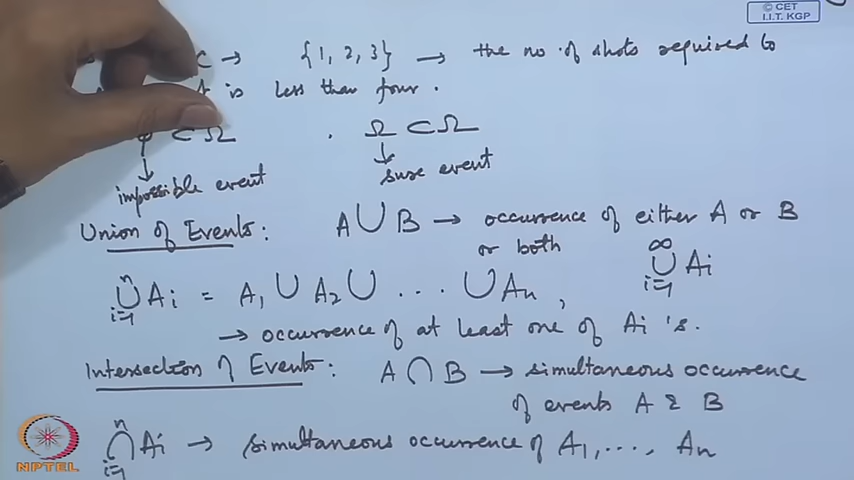 © CET
I.I.T. KGP
C → {1, 2, 3} → the no. of shots required to
is less than four.
φ ⊂ Ω . Ω ⊂ Ω
↓ ↓
impossible event sure event
Union of Events: A ∪ B → occurrence of either A or B
or both
n ∪ i=1 Ai = A1 ∪ A2 ∪ ... ∪ An, ∞ ∪ i=1 Ai
→ occurrence of at least one of Ai's.
Intersection of Events: A ∩ B → simultaneous occurrence
of events A & B
n ∩ i=1 Ai → simultaneous occurrence of A1, ...., An
NPTEL